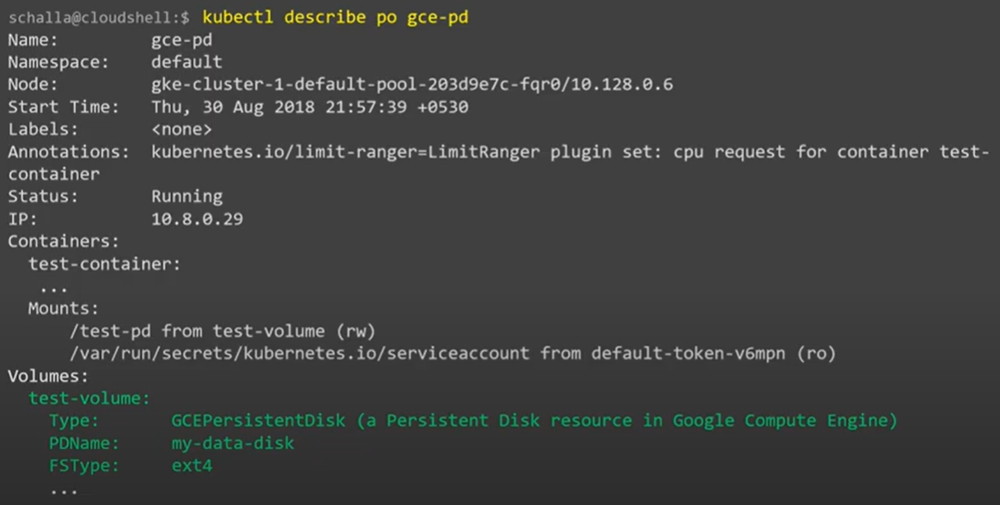 schalla@cloudshell:$ kubectl describe po gce-pd
Name: gce-pd
Namespace: default
Node: gke-cluster-1-default-pool-203d9e7c-fqr0/10.128.0.6
Start Time: Thu, 30 Aug 2018 21:57:39 +0530
Labels: <none>
Annotations: kubernetes.io/limit-ranger=LimitRanger plugin set: cpu request for container test-
container
Status: Running
IP: 10.8.0.29
Containers:
test-container:
...
Mounts:
/test-pd from test-volume (rw)
/var/run/secrets/kubernetes.io/serviceaccount from default-token-v6mpn (ro)
Volumes:
test-volume:
Type: GCEPersistentDisk (a Persistent Disk resource in Google Compute Engine)
PDName: my-data-disk
FSType: ext4
...